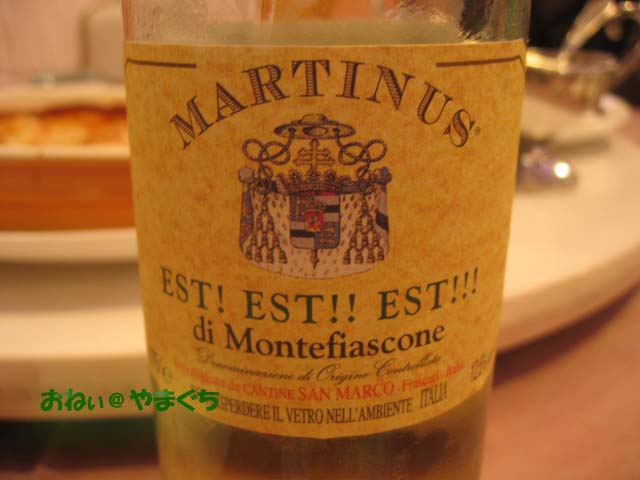 MARTINUS®
EST! EST!! EST!!!
di Montefiascone
Denominazione di Origine Controllata
da CANTINE SAN MARCO Frascati - Italia
DISPERDERE IL VETRO NELL'AMBIENTE ITALIA
おねぃ@やまぐち